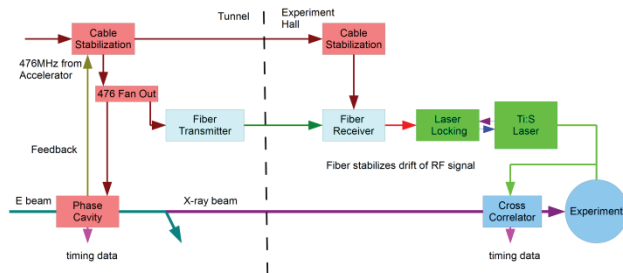 Tunnel
Experiment
Hall
Cable
Stabilization
Cable
Stabilization
476MHz from
Accelerator
476 Fan Out
Fiber
Transmitter
Fiber
Receiver
Laser
Locking
Ti:S
Laser
Feedback
Fiber stabilizes drift of RF signal
E beam
Phase
Cavity
X-ray beam
Cross
Correlator
Experiment
timing data
timing data